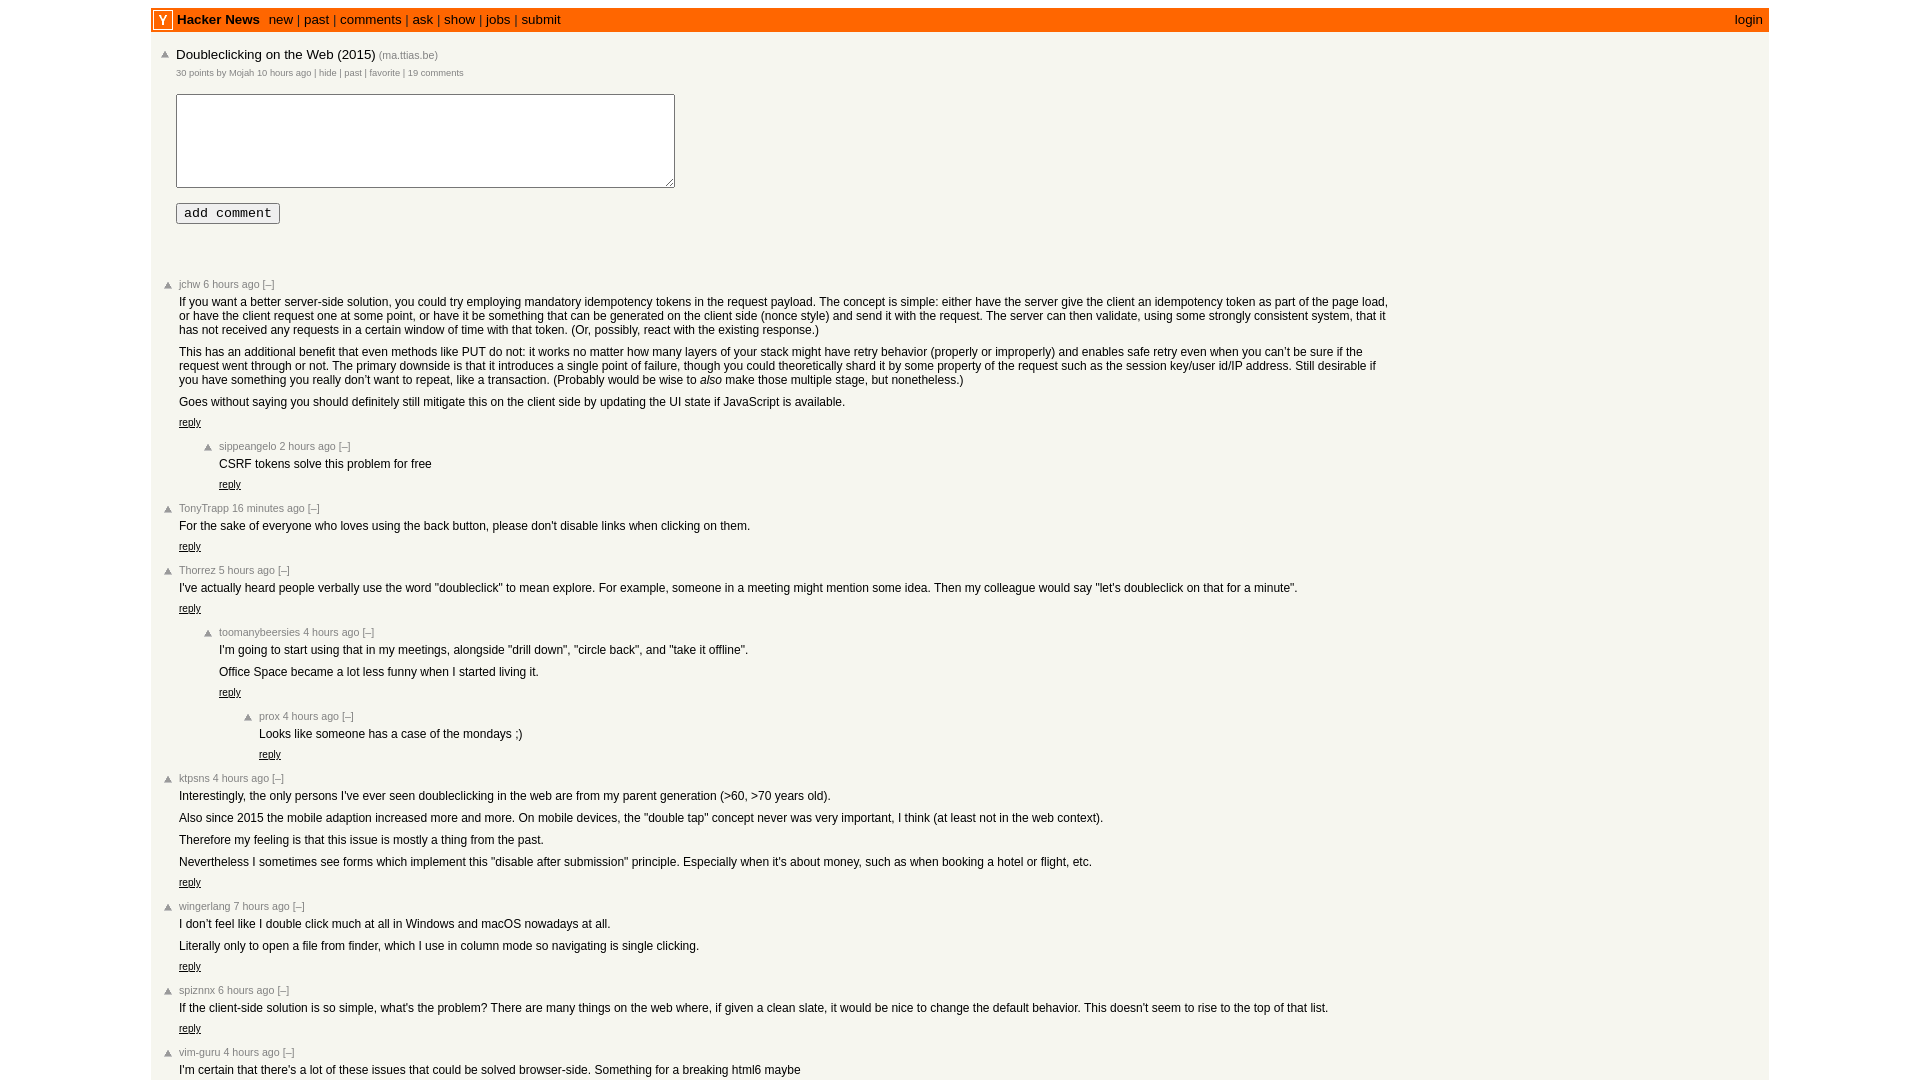 Y Hacker News new | past | comments | ask | show | jobs | submit login
Doubleclicking on the Web (2015) (ma.ttias.be)
30 points by Mojah 10 hours ago | hide | past | favorite | 19 comments
add comment
jchw 6 hours ago [–]
If you want a better server-side solution, you could try employing mandatory idempotency tokens in the request payload. The concept is simple: either have the server give the client an idempotency token as part of the page load,
or have the client request one at some point, or have it be something that can be generated on the client side (nonce style) and send it with the request. The server can then validate, using some strongly consistent system, that it
has not received any requests in a certain window of time with that token. (Or, possibly, react with the existing response.)
This has an additional benefit that even methods like PUT do not: it works no matter how many layers of your stack might have retry behavior (properly or improperly) and enables safe retry even when you can’t be sure if the
request went through or not. The primary downside is that it introduces a single point of failure, though you could theoretically shard it by some property of the request such as the session key/user id/IP address. Still desirable if
you have something you really don’t want to repeat, like a transaction. (Probably would be wise to also make those multiple stage, but nonetheless.)
Goes without saying you should definitely still mitigate this on the client side by updating the UI state if JavaScript is available.
reply
sippeangelo 2 hours ago [–]
CSRF tokens solve this problem for free
reply
TonyTrapp 16 minutes ago [–]
For the sake of everyone who loves using the back button, please don't disable links when clicking on them.
reply
Thorrez 5 hours ago [–]
I've actually heard people verbally use the word "doubleclick" to mean explore. For example, someone in a meeting might mention some idea. Then my colleague would say "let's doubleclick on that for a minute".
reply
toomanybeersies 4 hours ago [–]
I'm going to start using that in my meetings, alongside "drill down", "circle back", and "take it offline".
Office Space became a lot less funny when I started living it.
reply
prox 4 hours ago [–]
Looks like someone has a case of the mondays ;)
reply
ktpsns 4 hours ago [–]
Interestingly, the only persons I've ever seen doubleclicking in the web are from my parent generation (>60, >70 years old).
Also since 2015 the mobile adaption increased more and more. On mobile devices, the "double tap" concept never was very important, I think (at least not in the web context).
Therefore my feeling is that this issue is mostly a thing from the past.
Nevertheless I sometimes see forms which implement this "disable after submission" principle. Especially when it's about money, such as when booking a hotel or flight, etc.
reply
wingerlang 7 hours ago [–]
I don’t feel like I double click much at all in Windows and macOS nowadays at all.
Literally only to open a file from finder, which I use in column mode so navigating is single clicking.
reply
spiznnx 6 hours ago [–]
If the client-side solution is so simple, what's the problem? There are many things on the web where, if given a clean slate, it would be nice to change the default behavior. This doesn't seem to rise to the top of that list.
reply
vim-guru 4 hours ago [–]
I'm certain that there's a lot of these issues that could be solved browser-side. Something for a breaking html6 maybe